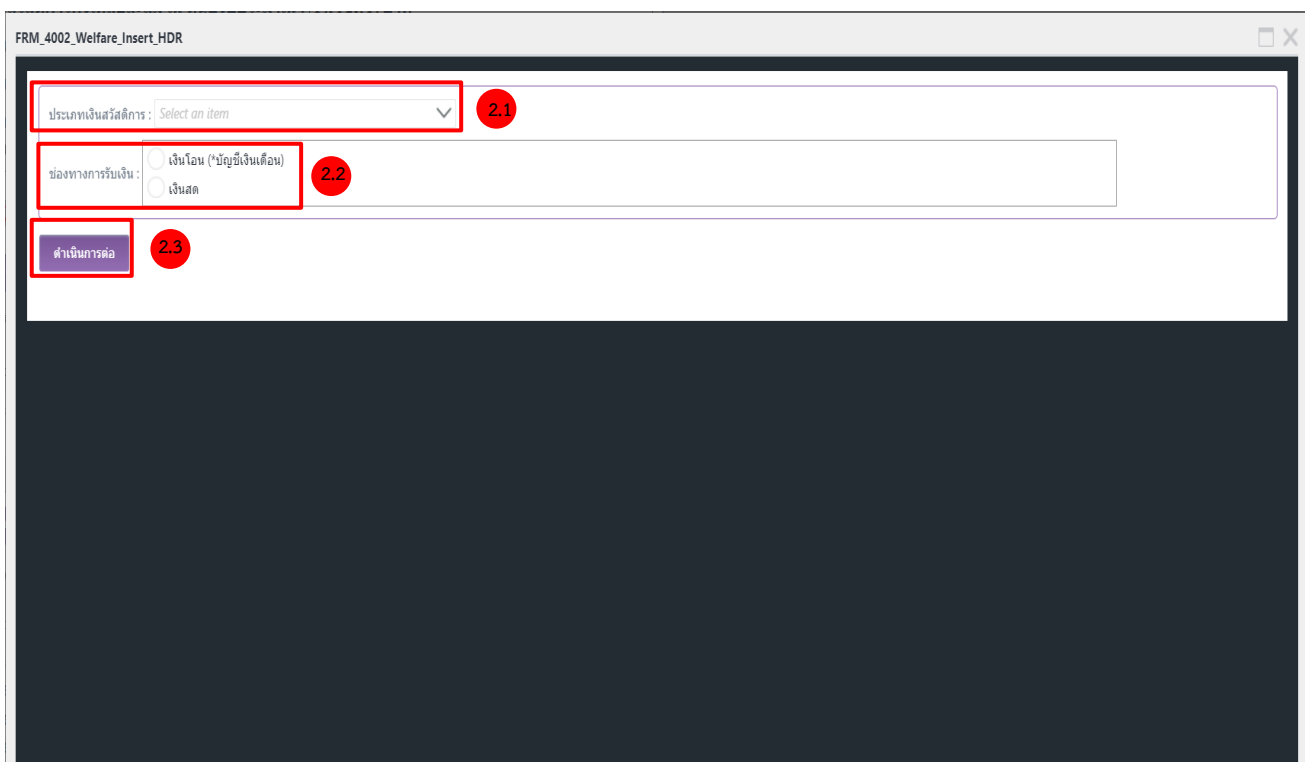 FRM_4002_Welfare_Insert_HDR
ประเภทเงินสวัสดิการ : Select an item
2.1
ช่องทางการรับเงิน :
เงินโอน (*บัญชีเงินเดือน)
เงินสด
2.2
ดำเนินการต่อ
2.3